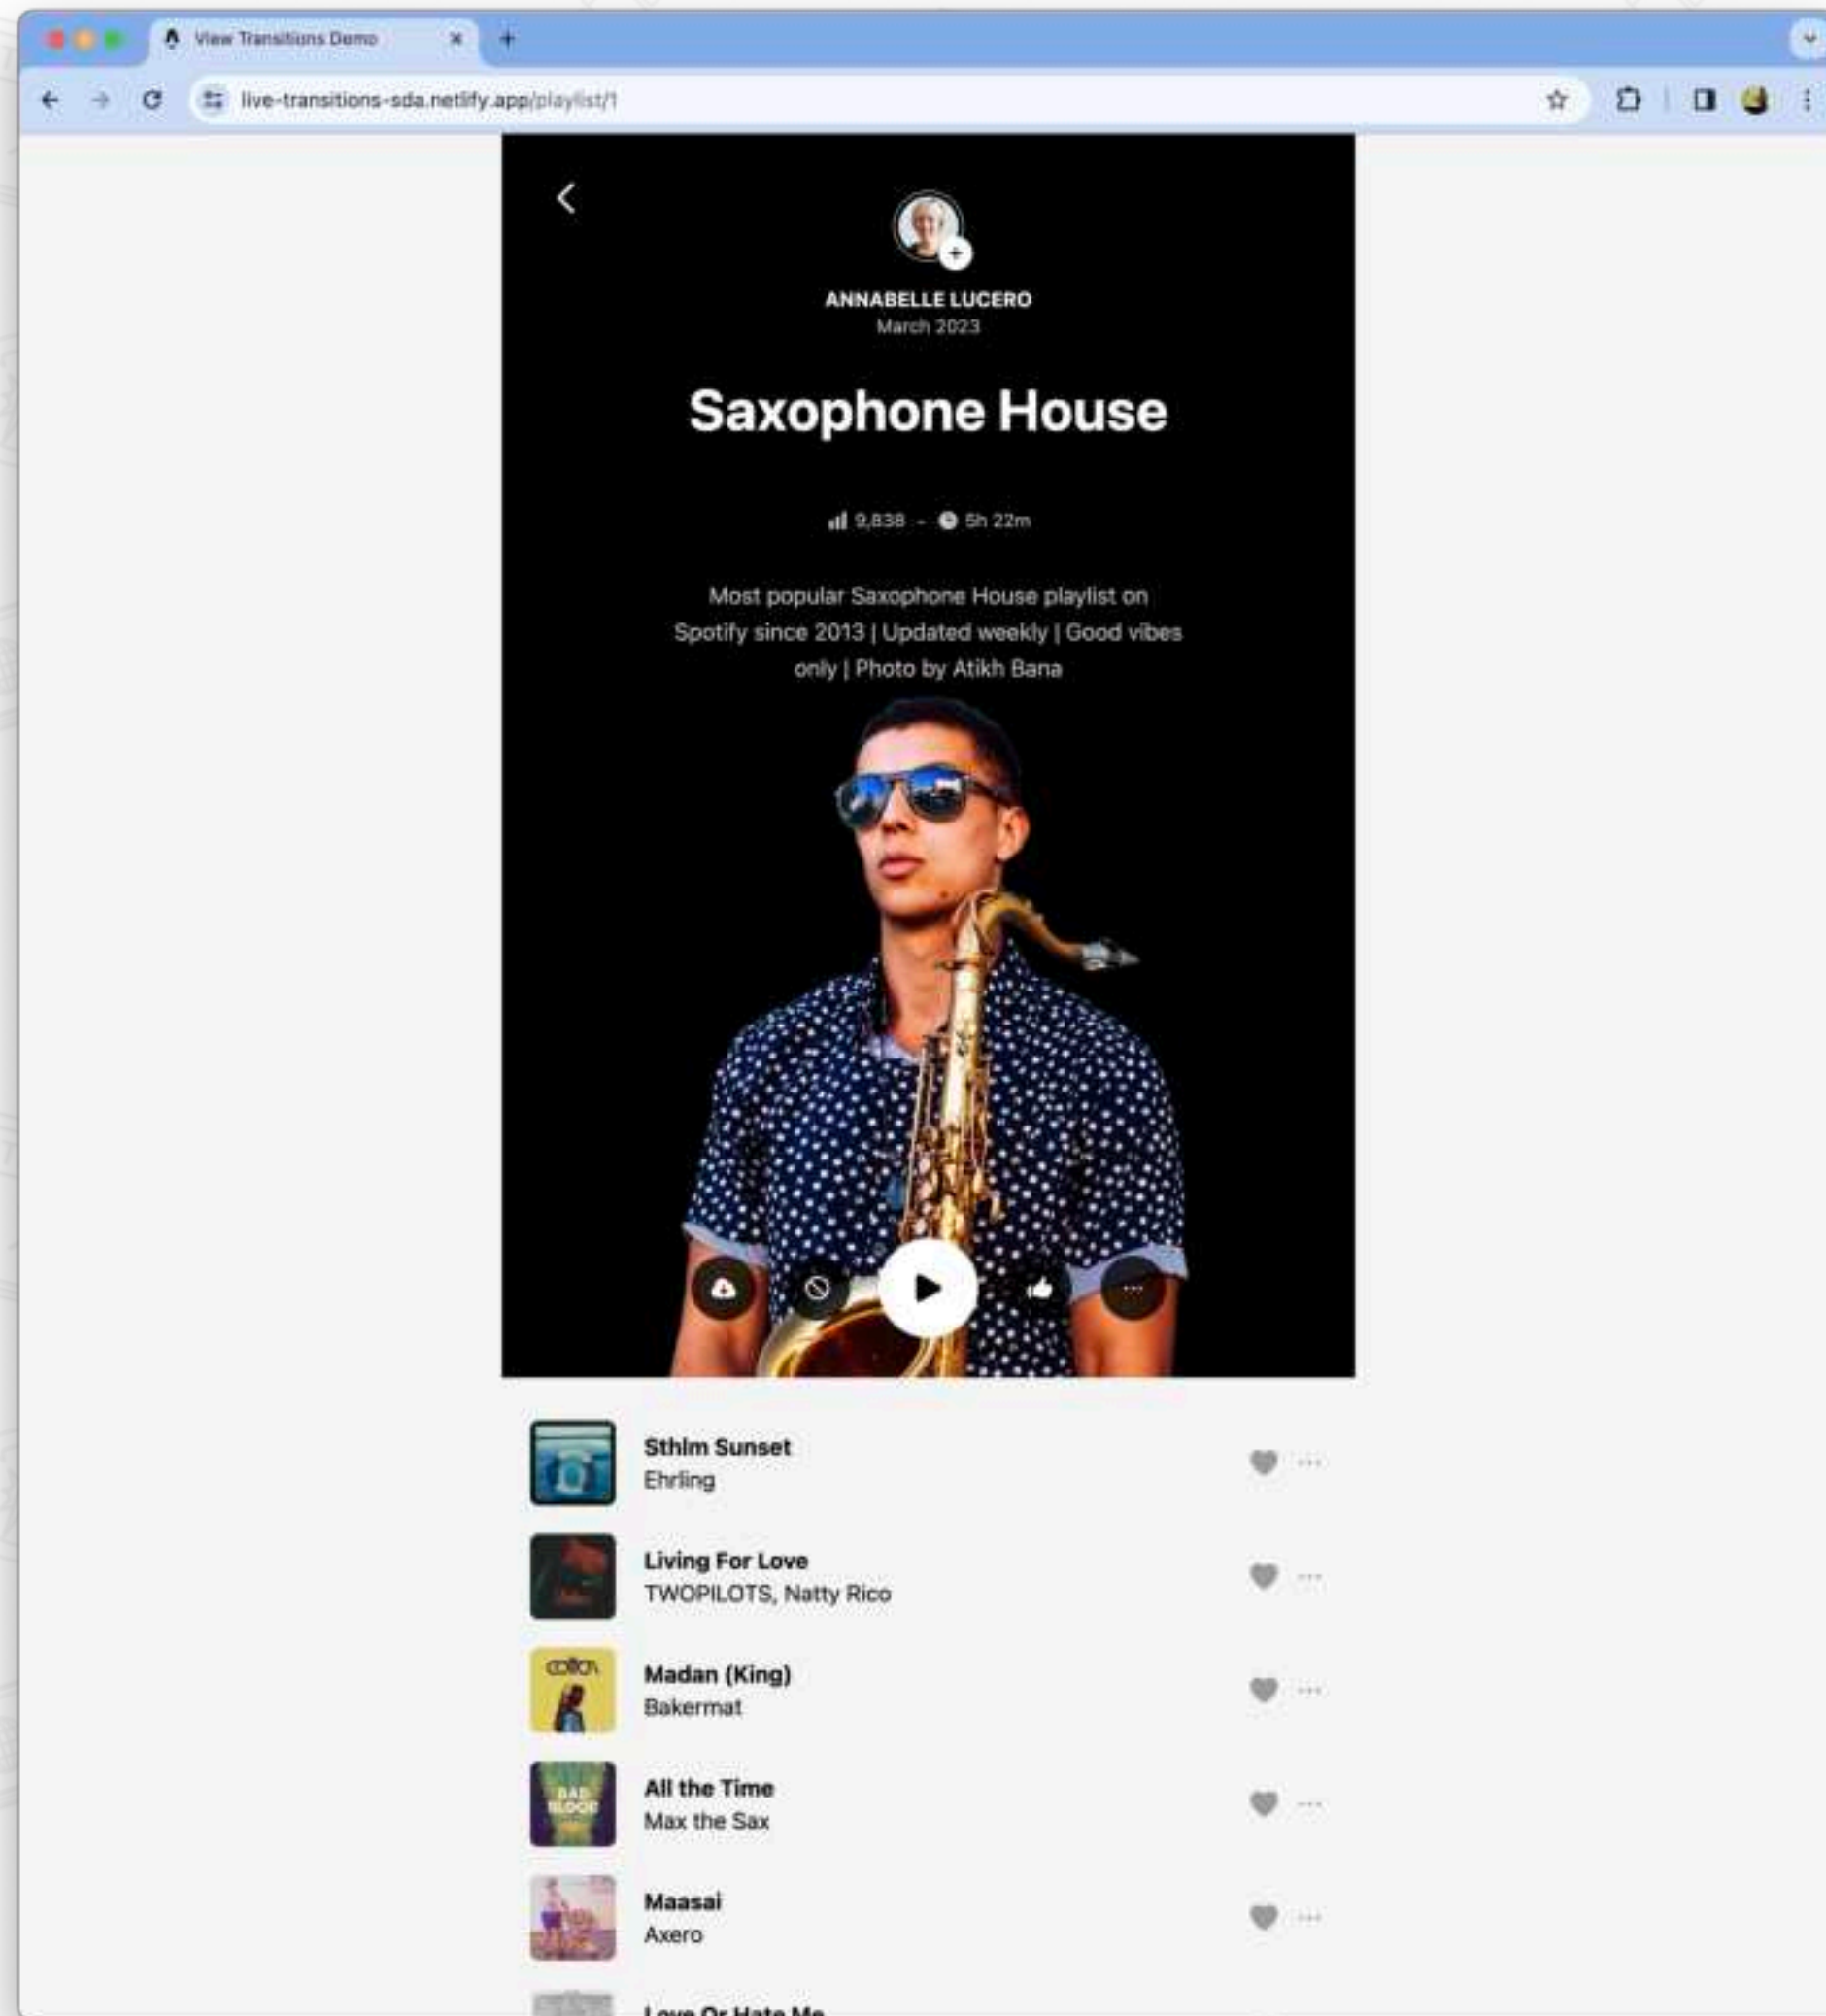 View Transitions Demo
live-transitions-sda.netlify.app/playlist/1
ANNABELLE LUCERO
March 2023
Saxophone House
9,838 - 5h 22m
Most popular Saxophone House playlist on
Spotify since 2013 | Updated weekly | Good vibes
only | Photo by Atikh Bana
Sthlm Sunset
Ehrling
Living For Love
TWOPILOTS, Natty Rico
Madan (King)
Bakermat
All the Time
Max the Sax
BAD
BLOOD
Maasai
Axero
Love Or Hate Me